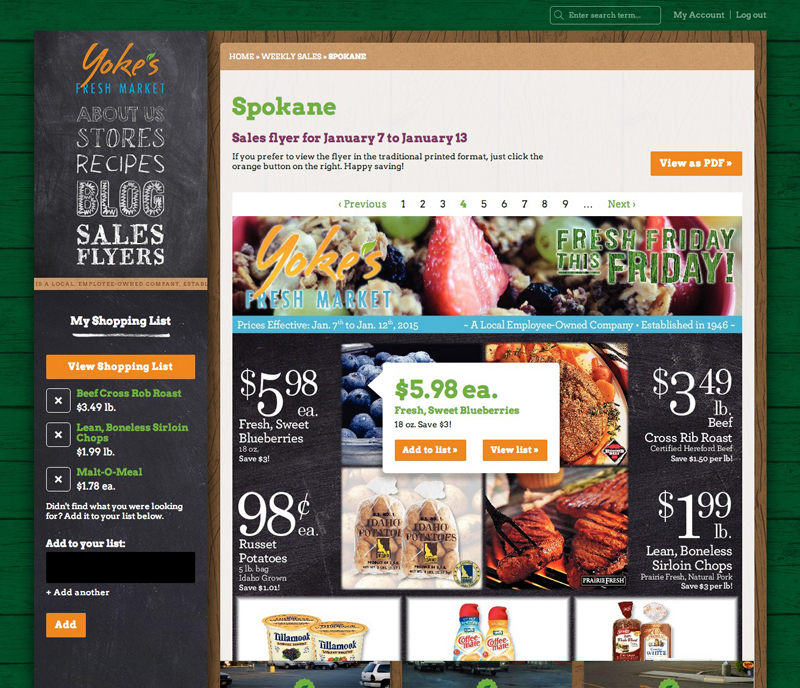 Enter search term...
My Account | Log out
Yoke's
FRESH MARKET
ABOUT US
STORES
RECIPES
BLOG
SALES
FLYERS
IS A LOCAL, EMPLOYEE-OWNED COMPANY, ESTABL
My Shopping List
View Shopping List
× Beef Cross Rob Roast
$3.49 lb.
× Lean, Boneless Sirloin
Chops
$1.99 lb.
× Malt-O-Meal
$1.78 ea.
Didn't find what you were looking
for? Add it to your list below.
Add to your list:
+ Add another
Add
HOME » WEEKLY SALES » SPOKANE
Spokane
Sales flyer for January 7 to January 13
If you prefer to view the flyer in the traditional printed format, just click the
orange button on the right. Happy saving!
View as PDF »
‹ Previous 1 2 3 4 5 6 7 8 9 ... Next ›
Yoke's
FRESH MARKET
FRESH FRIDAY
THIS FRIDAY!
Prices Effective: Jan. 7th to Jan. 12th, 2015
~ A Local Employee-Owned Company • Established in 1946 ~
$5.98
ea.
Fresh, Sweet
Blueberries
18 oz.
Save $3!
$5.98 ea.
Fresh, Sweet Blueberries
18 oz. Save $3!
Add to list »
View list »
$3.49
lb.
Beef
Cross Rib Roast
Certified Hereford Beef
Save $1.50 per lb!
98¢
ea.
Russet
Potatoes
5 lb. bag
Idaho Grown
Save $1.01!
IDAHO
POTATOES
IDAHO
POTATOES
PRAIRIE FRESH
$1.99
lb.
Lean, Boneless
Sirloin Chops
Prairie Fresh, Natural Pork
Save $3 per lb!
Tillamook
Tillamook
Coffee-mate
Coffee-mate
WHITE